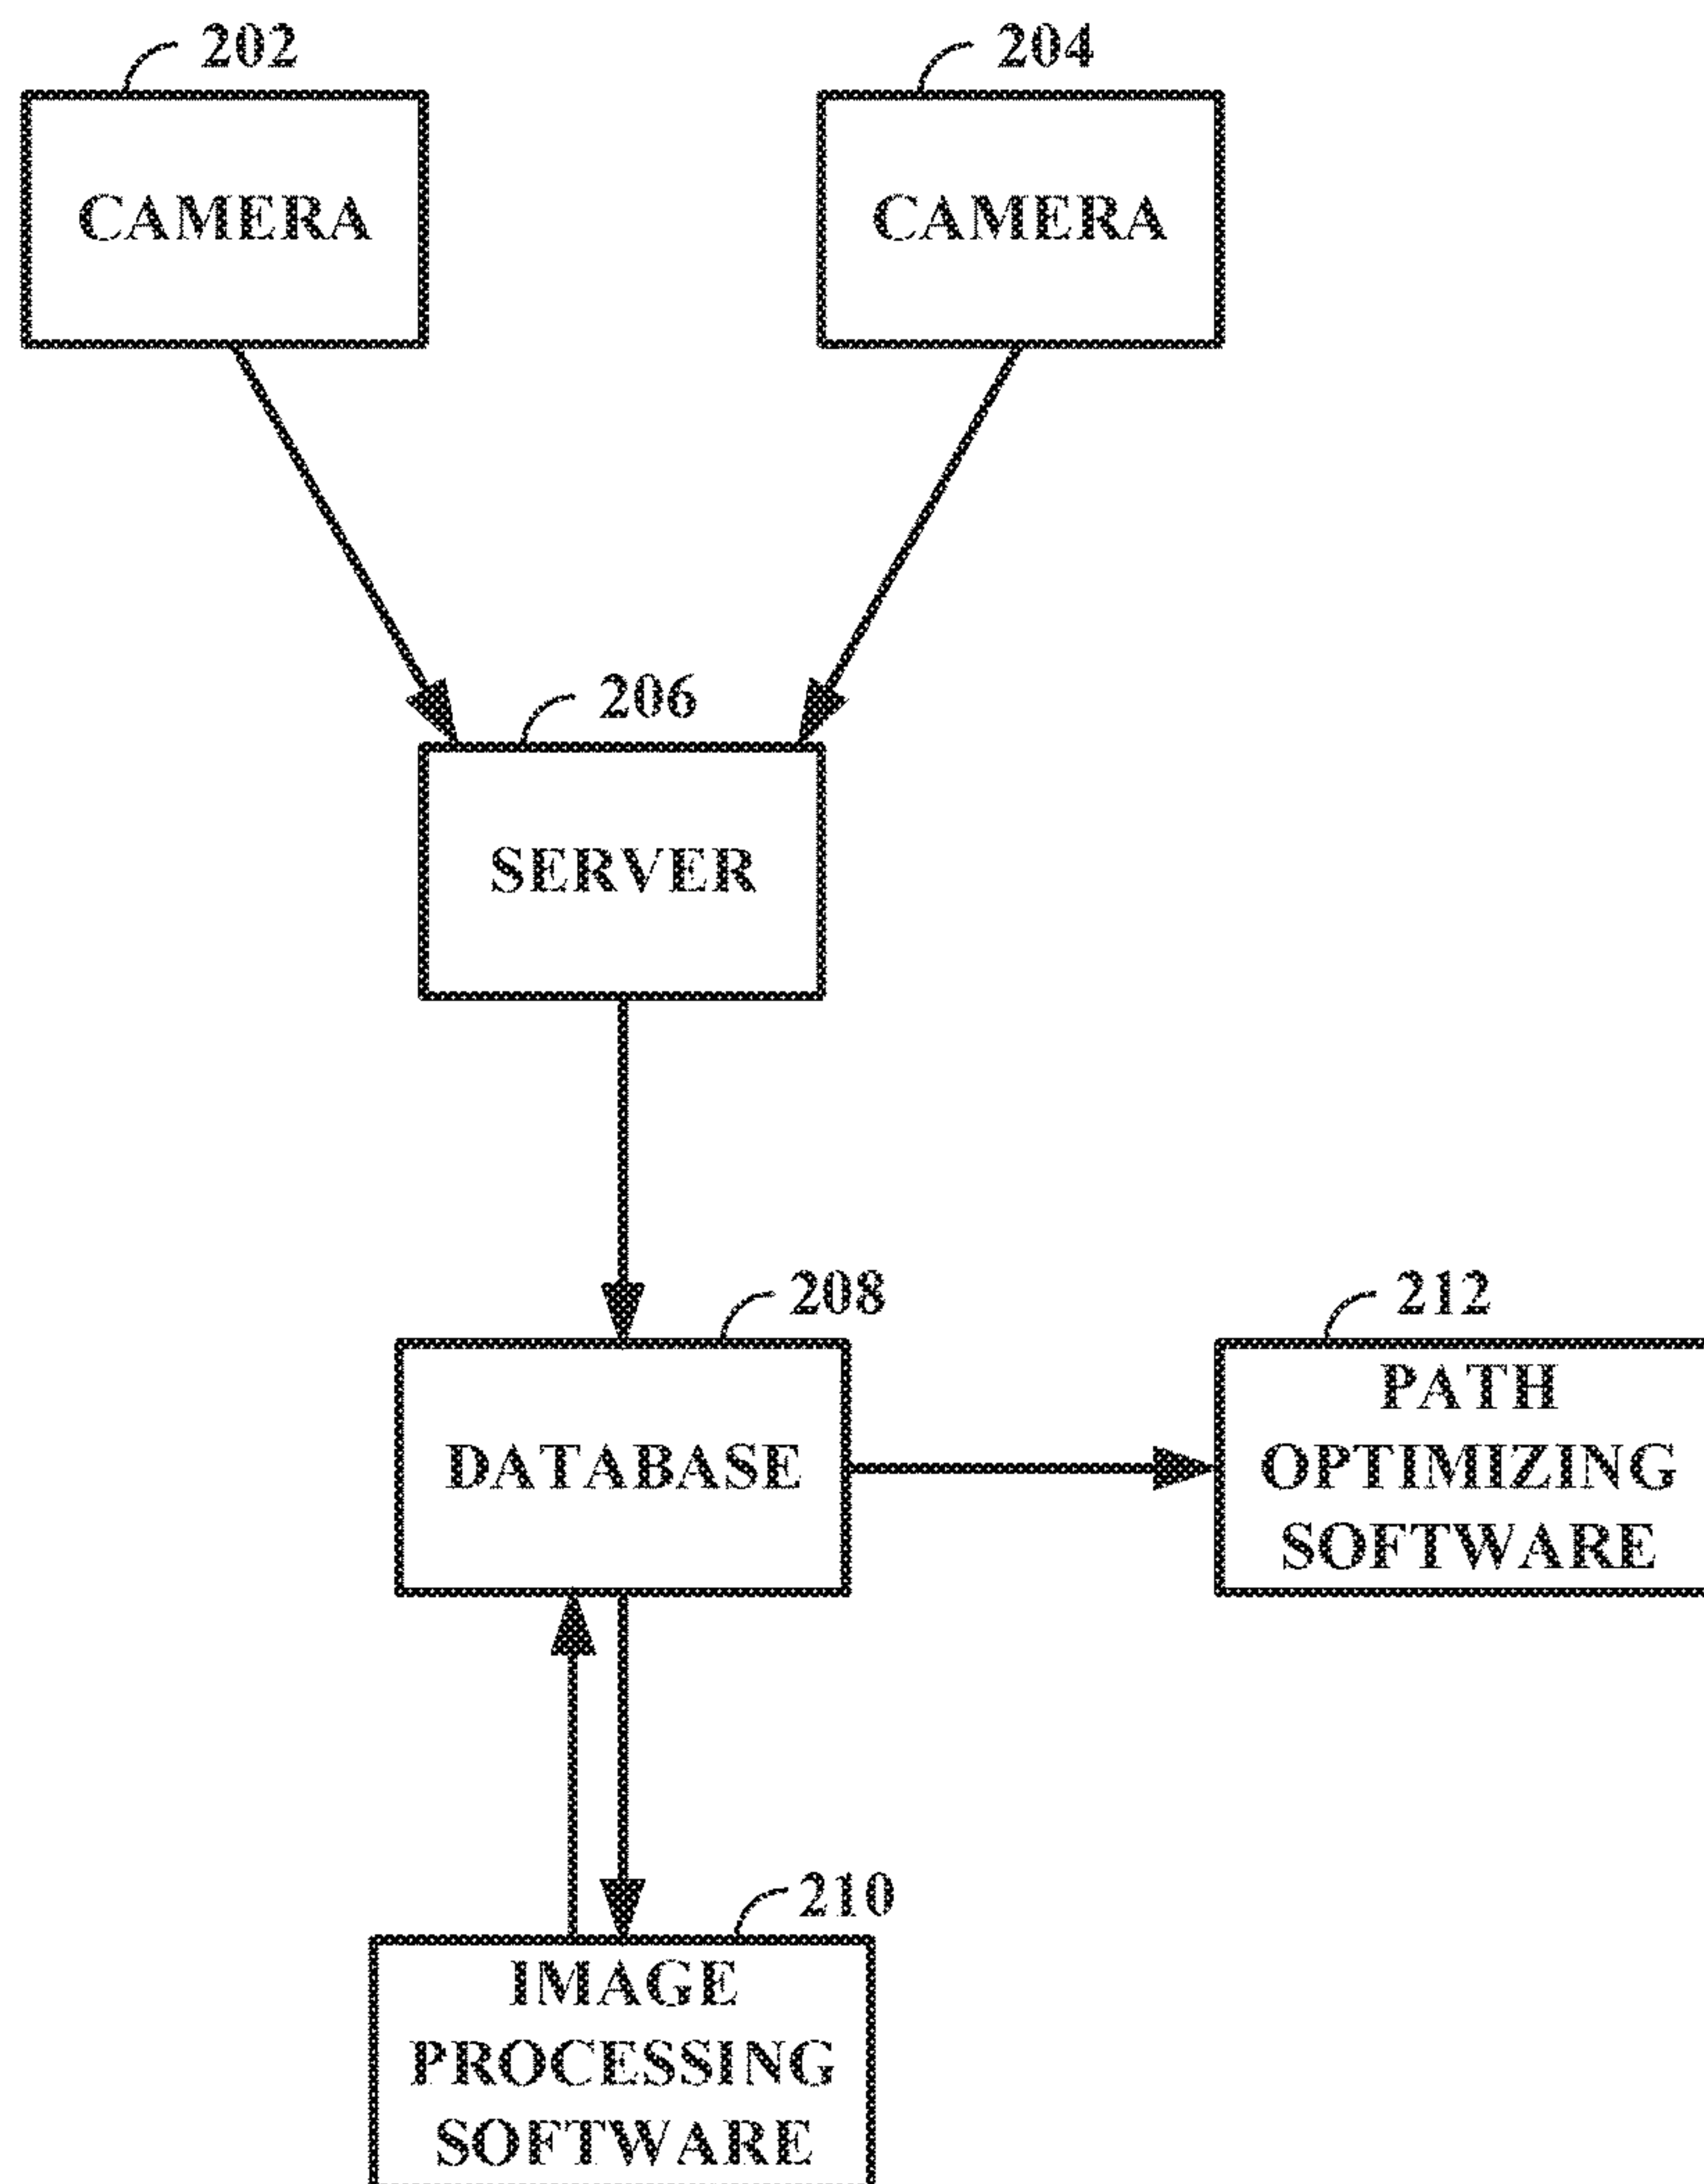 202
204
CAMERA
CAMERA
206
SERVER
208
212
DATABASE
PATH
OPTIMIZING
SOFTWARE
210
IMAGE
PROCESSING
SOFTWARE